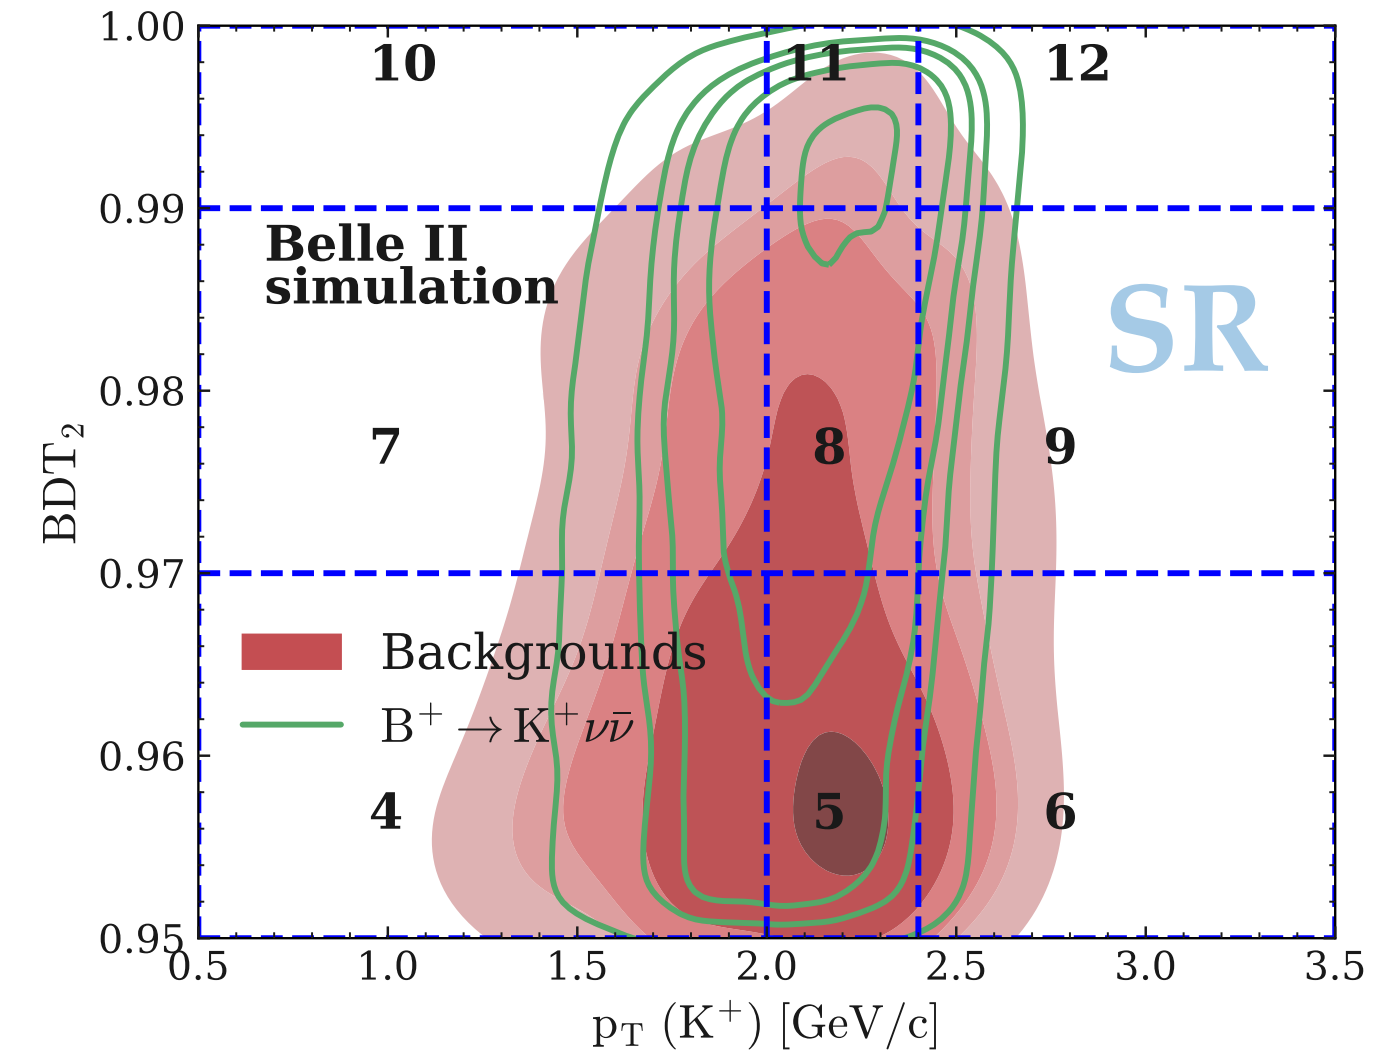 1.00
10 11 12
0.99
Belle II
simulation
SR
0.98
7 8 9
BDT₂
0.97
Backgrounds
B⁺ → K⁺νν̄
0.96
4 5 6
0.95
0.5 1.0 1.5 2.0 2.5 3.0 3.5
p_T (K⁺) [GeV/c]